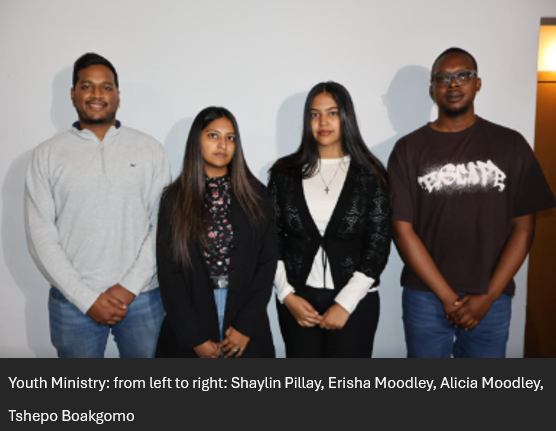 ESCAPE
Youth Ministry: from left to right: Shaylin Pillay, Erisha Moodley, Alicia Moodley,
Tshepo Boakgomo